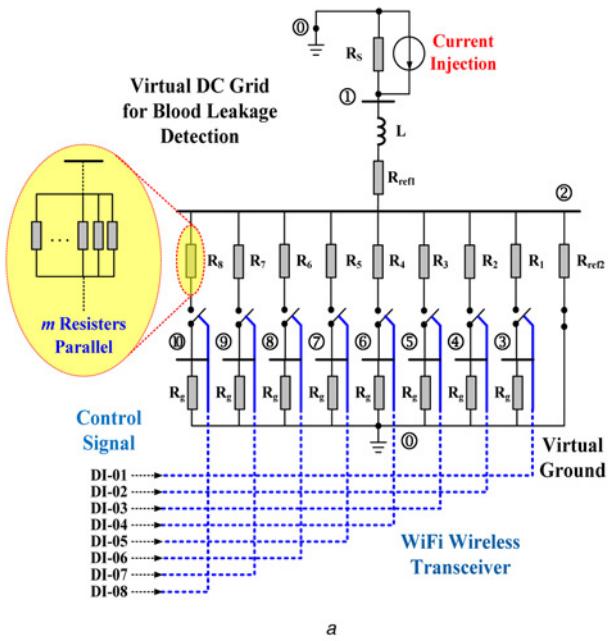 ⓪
R_S
Current
Injection
Virtual DC Grid
for Blood Leakage
Detection
①
L
R_ref1
②
R_8 R_7 R_6 R_5 R_4 R_3 R_2 R_1 R_ref2
...
m Resisters
Parallel
⑩ ⑨ ⑧ ⑦ ⑥ ⑤ ④ ③
R_g R_g R_g R_g R_g R_g R_g R_g
Control
Signal
⓪
Virtual
Ground
DI-01
DI-02
DI-03
DI-04
DI-05
DI-06
DI-07
DI-08
WiFi Wireless
Transceiver
a